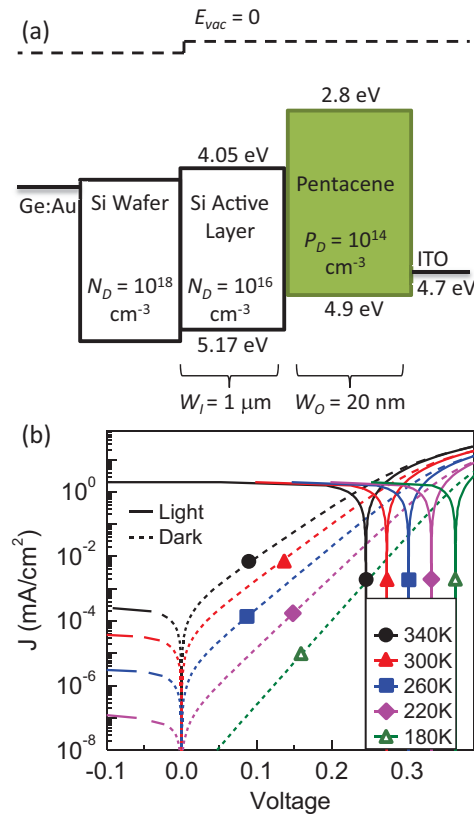 (a)
E_vac = 0
2.8 eV
4.05 eV
Ge:Au
Si Wafer
Si Active
Layer
Pentacene
N_D = 10^18
cm^-3
N_D = 10^16
cm^-3
P_D = 10^14
cm^-3
ITO
4.7 eV
5.17 eV
4.9 eV
W_I = 1 μm
W_O = 20 nm
(b)
10^0
10^-2
10^-4
10^-6
10^-8
J (mA/cm^2)
Light
Dark
340K
300K
260K
220K
180K
-0.1
0.0
0.1
0.2
0.3
Voltage